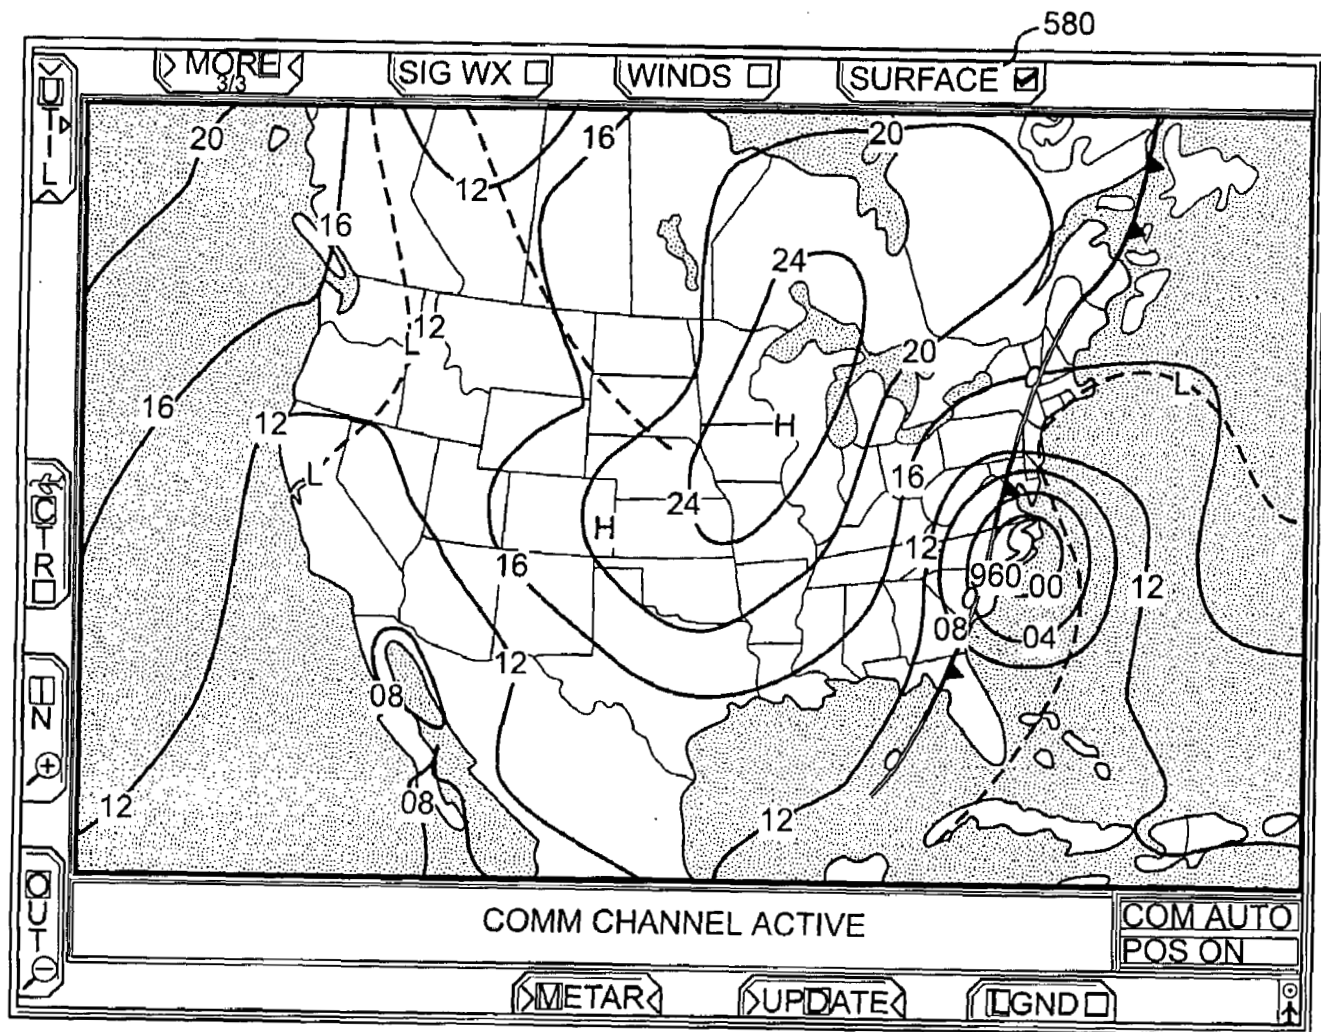 580
MORE
3/3
SIG WX
WINDS
SURFACE
UTIL
CTR
IN
OUT
20
16
12
16
20
24
12
L
20
16
12
L
H
16
24
H
12
16
960
00
08
04
12
12
08
08
12
12
L
COMM CHANNEL ACTIVE
COM AUTO
POS ON
METAR
UPDATE
LGND